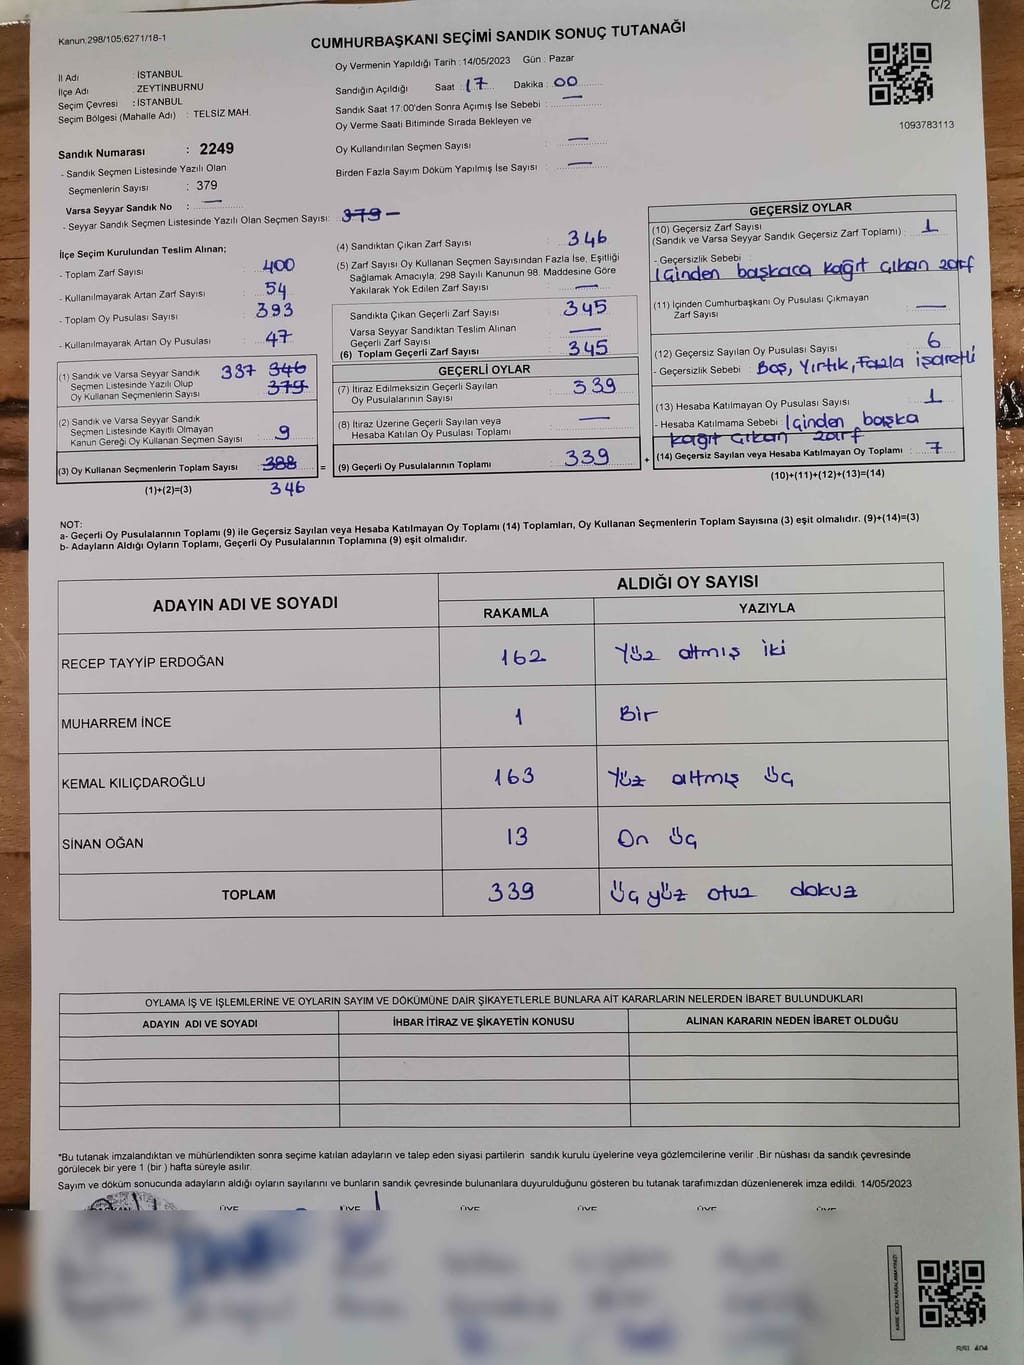 C/2
Kanun:298/105;6271/18-1
CUMHURBAŞKANI SEÇİMİ SANDIK SONUÇ TUTANAĞI
İl Adı : İSTANBUL
İlçe Adı : ZEYTİNBURNU
Seçim Çevresi : İSTANBUL
Seçim Bölgesi (Mahalle Adı) : TELSİZ MAH.
Oy Vermenin Yapıldığı Tarih : 14/05/2023 Gün : Pazar
Sandığın Açıldığı Saat : 17 Dakika : 00
Sandık Saat 17:00'den Sonra Açımış İse Sebebi : —
Oy Verme Saati Bitiminde Sırada Bekleyen ve
Oy Kullandırılan Seçmen Sayısı : —
Birden Fazla Sayım Döküm Yapılmış İse Sayısı : —
1093783113
Sandık Numarası : 2249
- Sandık Seçmen Listesinde Yazılı Olan
Seçmenlerin Sayısı : 379
Varsa Seyyar Sandık No : —
- Seyyar Sandık Seçmen Listesinde Yazılı Olan Seçmen Sayısı: 379 —
İlçe Seçim Kurulundan Teslim Alınan;
- Toplam Zarf Sayısı : 400
- Kullanılmayarak Artan Zarf Sayısı : 54
- Toplam Oy Pusulası Sayısı : 393
- Kullanılmayarak Artan Oy Pusulası : 47
(1) Sandık ve Varsa Seyyar Sandık 337 346
Seçmen Listesinde Yazılı Olup 379
Oy Kullanan Seçmenlerin Sayısı
(2) Sandık ve Varsa Seyyar Sandık
Seçmen Listesinde Kayıtlı Olmayan
Kanun Gereği Oy Kullanan Seçmen Sayısı : 9
(3) Oy Kullanan Seçmenlerin Toplam Sayısı 388 =
(1)+(2)=(3) 346
(4) Sandıktan Çıkan Zarf Sayısı : 346
(5) Zarf Sayısı Oy Kullanan Seçmen Sayısından Fazla İse, Eşitliği
Sağlamak Amacıyla; 298 Sayılı Kanunun 98. Maddesine Göre
Yakılarak Yok Edilen Zarf Sayısı : —
Sandıkta Çıkan Geçerli Zarf Sayısı : 345
Varsa Seyyar Sandıktan Teslim Alınan
Geçerli Zarf Sayısı : —
(6) Toplam Geçerli Zarf Sayısı : 345
GEÇERLİ OYLAR
(7) İtiraz Edilmeksizin Geçerli Sayılan
Oy Pusulalarının Sayısı : 339
(8) İtiraz Üzerine Geçerli Sayılan veya
Hesaba Katılan Oy Pusulası Toplamı : —
(9) Geçerli Oy Pusulalarının Toplamı : 339 +
GEÇERSİZ OYLAR
(10) Geçersiz Zarf Sayısı
(Sandık ve Varsa Seyyar Sandık Geçersiz Zarf Toplamı) : 1
- Geçersizlik Sebebi :
İçinden başkaca kağıt çıkan zarf
(11) İçinden Cumhurbaşkanı Oy Pusulası Çıkmayan
Zarf Sayısı : —
(12) Geçersiz Sayılan Oy Pusulası Sayısı : 6
- Geçersizlik Sebebi : Boş, Yırtık, Fazla işaretli
(13) Hesaba Katılmayan Oy Pusulası Sayısı : 1
- Hesaba Katılmama Sebebi : İçinden başka
kağıt çıkan zarf
(14) Geçersiz Sayılan veya Hesaba Katılmayan Oy Toplamı : 7
(10)+(11)+(12)+(13)=(14)
NOT:
a- Geçerli Oy Pusulalarının Toplamı (9) ile Geçersiz Sayılan veya Hesaba Katılmayan Oy Toplamı (14) Toplamları, Oy Kullanan Seçmenlerin Toplam Sayısına (3) eşit olmalıdır. (9)+(14)=(3)
b- Adayların Aldığı Oyların Toplamı, Geçerli Oy Pusulalarının Toplamına (9) eşit olmalıdır.
ADAYIN ADI VE SOYADI ALDIĞI OY SAYISI
RAKAMLA YAZIYLA
RECEP TAYYİP ERDOĞAN 162 Yüz altmış iki
MUHARREM İNCE 1 Bir
KEMAL KILIÇDAROĞLU 163 Yüz altmış üç
SİNAN OĞAN 13 On üç
TOPLAM 339 Üç yüz otuz dokuz
OYLAMA İŞ VE İŞLEMLERİNE VE OYLARIN SAYIM VE DÖKÜMÜNE DAİR ŞİKAYETLERLE BUNLARA AİT KARARLARIN NELERDEN İBARET BULUNDUKLARI
ADAYIN ADI VE SOYADI İHBAR İTİRAZ VE ŞİKAYETİN KONUSU ALINAN KARARIN NEDEN İBARET OLDUĞU
*Bu tutanak imzalandıktan ve mühürlendikten sonra seçime katılan adayların ve talep eden siyasi partilerin sandık kurulu üyelerine veya gözlemcilerine verilir .Bir nüshası da sandık çevresinde
görülecek bir yere 1 (bir ) hafta süreyle asılır.
Sayım ve döküm sonucunda adayların aldığı oyların sayılarını ve bunların sandık çevresinde bulunanlara duyurulduğunu gösteren bu tutanak tarafımızdan düzenlenerek imza edildi. 14/05/2023
ÜYE ÜYE ÜYE ÜYE ÜYE ÜYE
KARE KODU KARALAMAYINIZ!